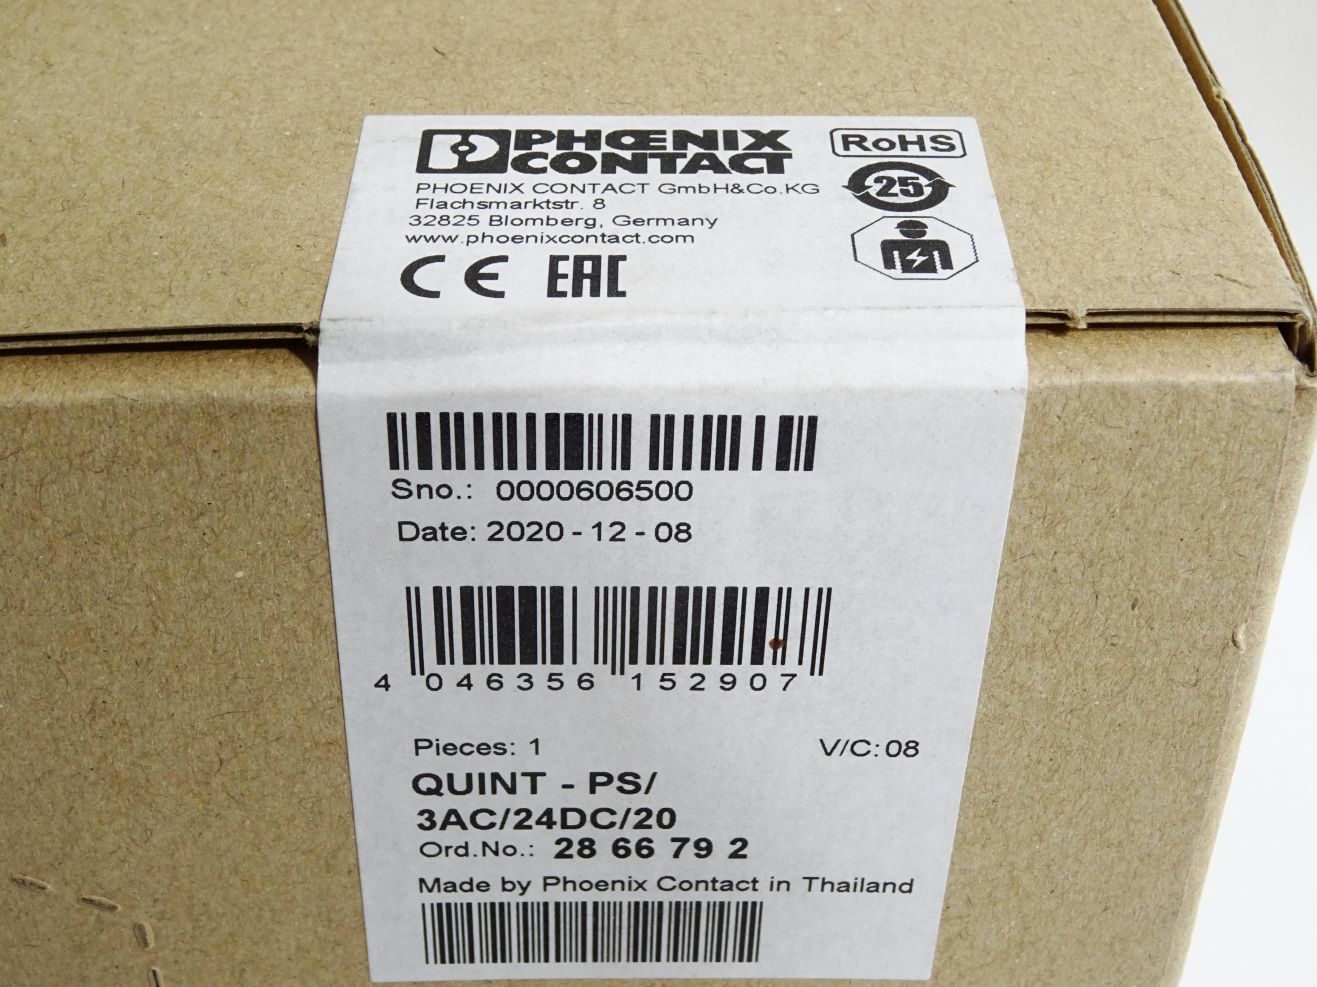 PHŒNIX
CONTACT
RoHS
PHOENIX CONTACT GmbH&Co.KG
Flachsmarktstr. 8
25
32825 Blomberg, Germany
www.phoenixcontact.com
CE EAC
Sno.: 0000606500
Date: 2020 - 12 - 08
4 046356 152907
Pieces: 1 V/C: 08
QUINT - PS/
3AC/24DC/20
Ord.No.: 28 66 79 2
Made by Phoenix Contact in Thailand